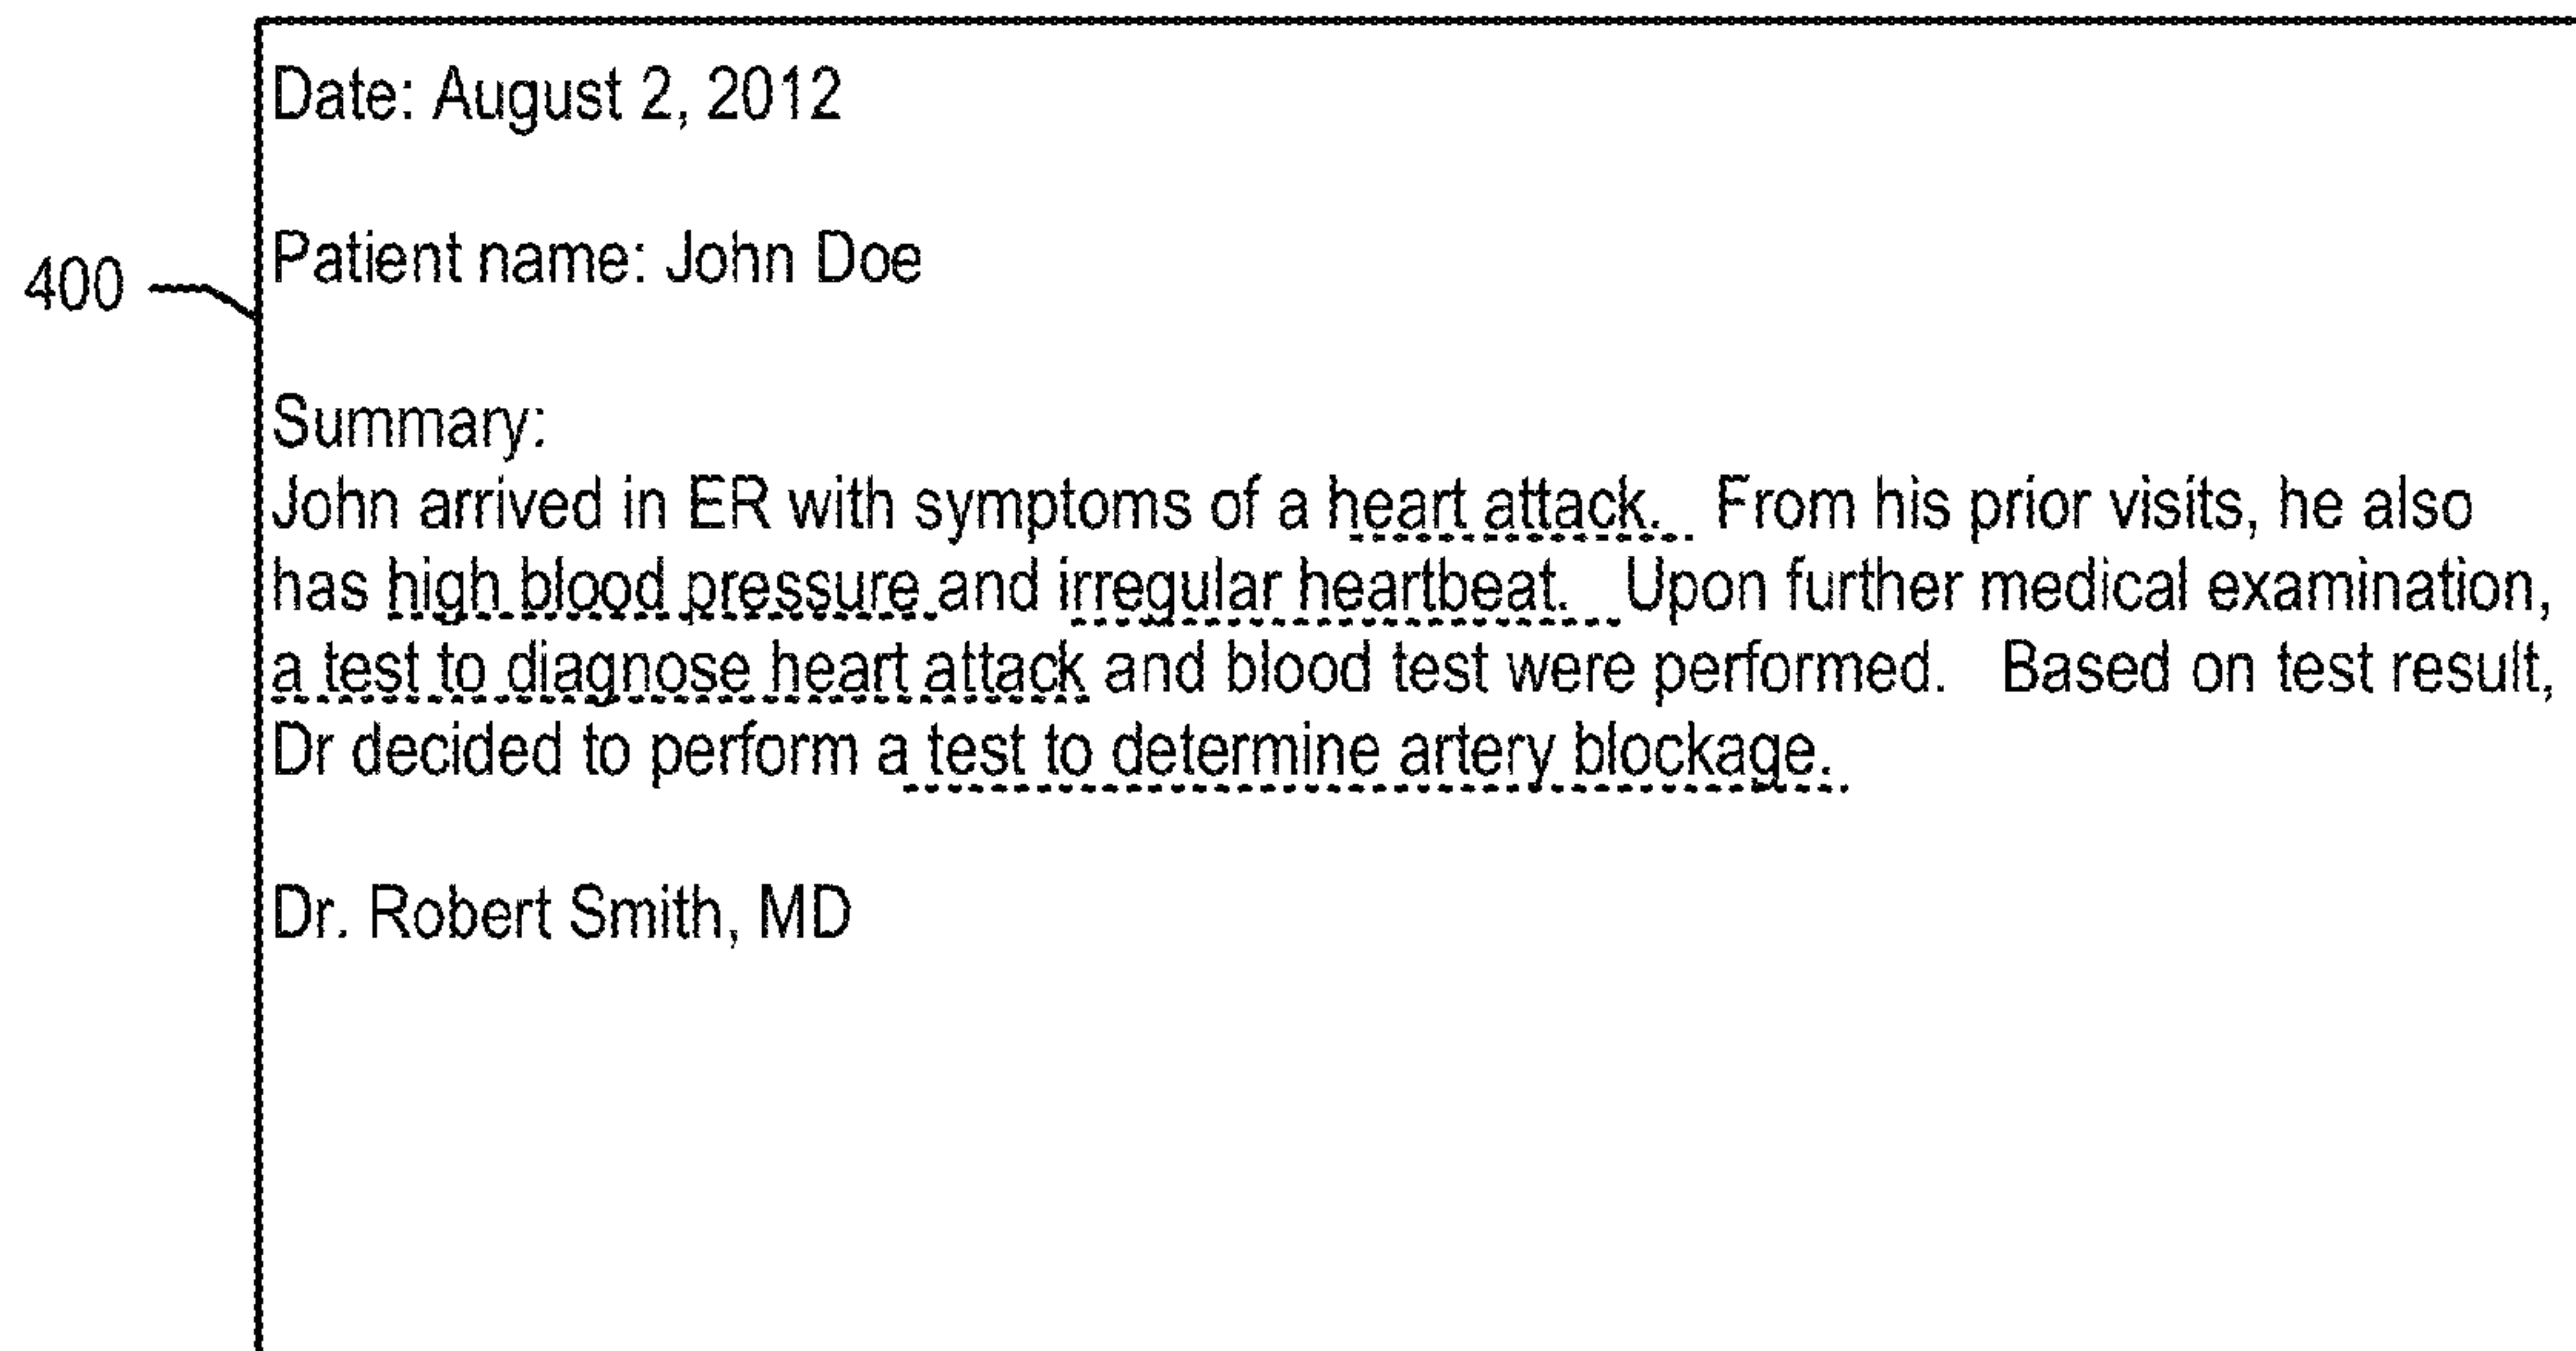 Date: August 2, 2012
Patient name: John Doe
400
Summary:
John arrived in ER with symptoms of a heart attack. From his prior visits, he also
has high blood pressure and irregular heartbeat. Upon further medical examination,
a test to diagnose heart attack and blood test were performed. Based on test result,
Dr decided to perform a test to determine artery blockage.
Dr. Robert Smith, MD